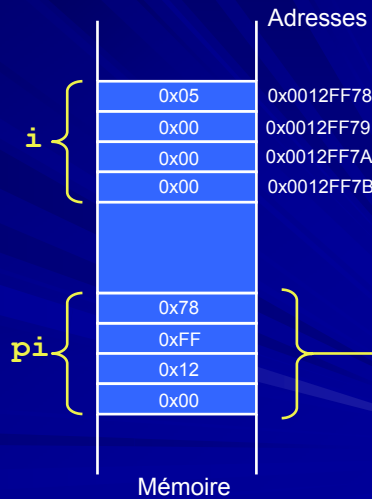 Adresses
i
0x05 0x0012FF78
0x00 0x0012FF79
0x00 0x0012FF7A
0x00 0x0012FF7B
pi
0x78
0xFF
0x12
0x00
Mémoire